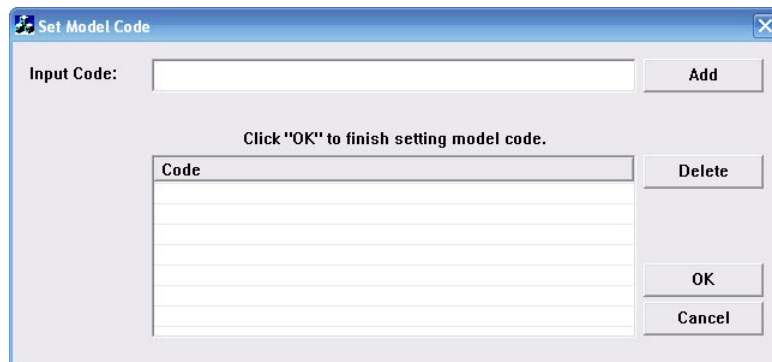 Set Model Code
Input Code:
Add
Click "OK" to finish setting model code.
Code
Delete
OK
Cancel